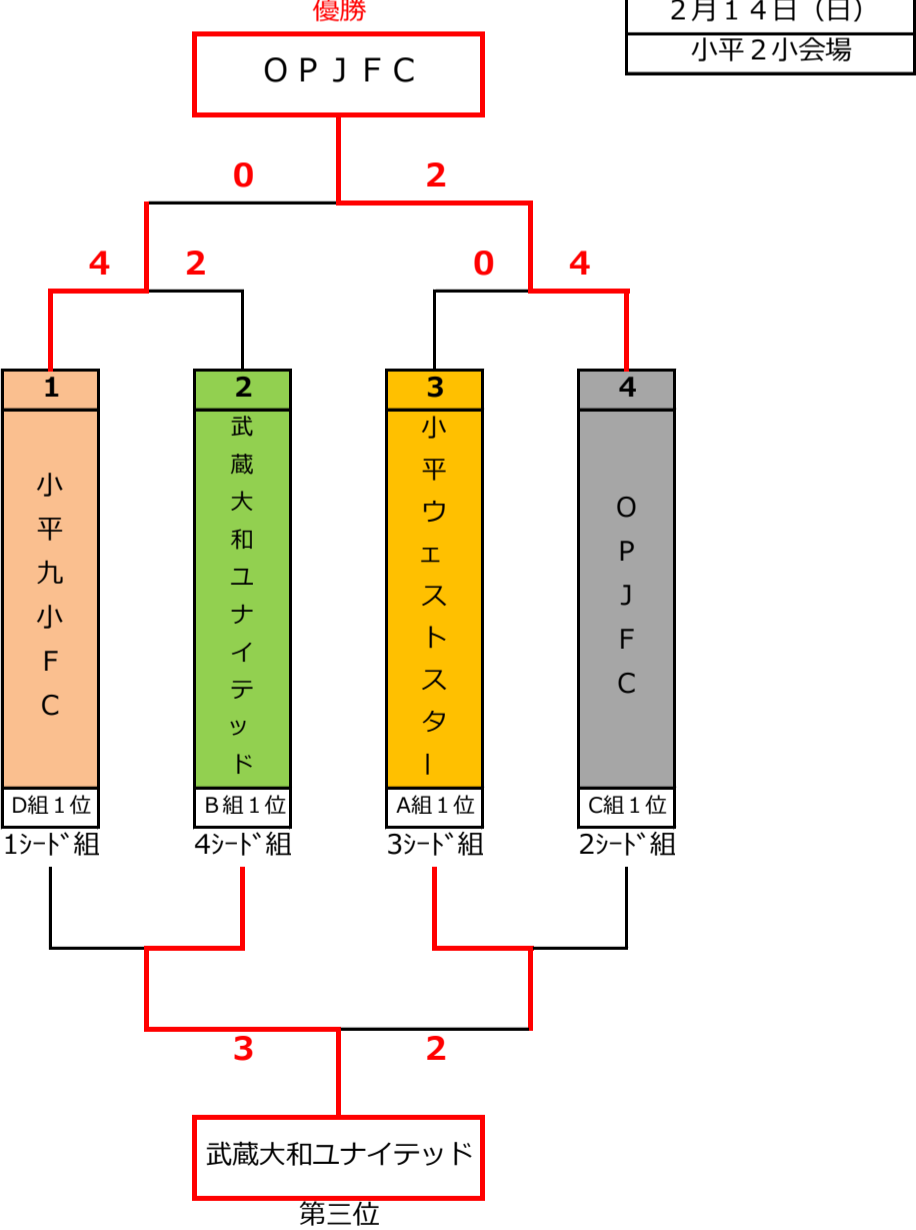 優勝
２月１４日（日）
小平２小会場
ＯＰＪＦＣ
0
2
4
2
0
4
1
2
3
4
小平九小ＦＣ
武蔵大和ユナイテッド
小平ウェストスター
ＯＰＪＦＣ
D組１位
Ｂ組１位
A組１位
C組１位
1ｼｰﾄﾞ組
4ｼｰﾄﾞ組
3ｼｰﾄﾞ組
2ｼｰﾄﾞ組
3
2
武蔵大和ユナイテッド
第三位